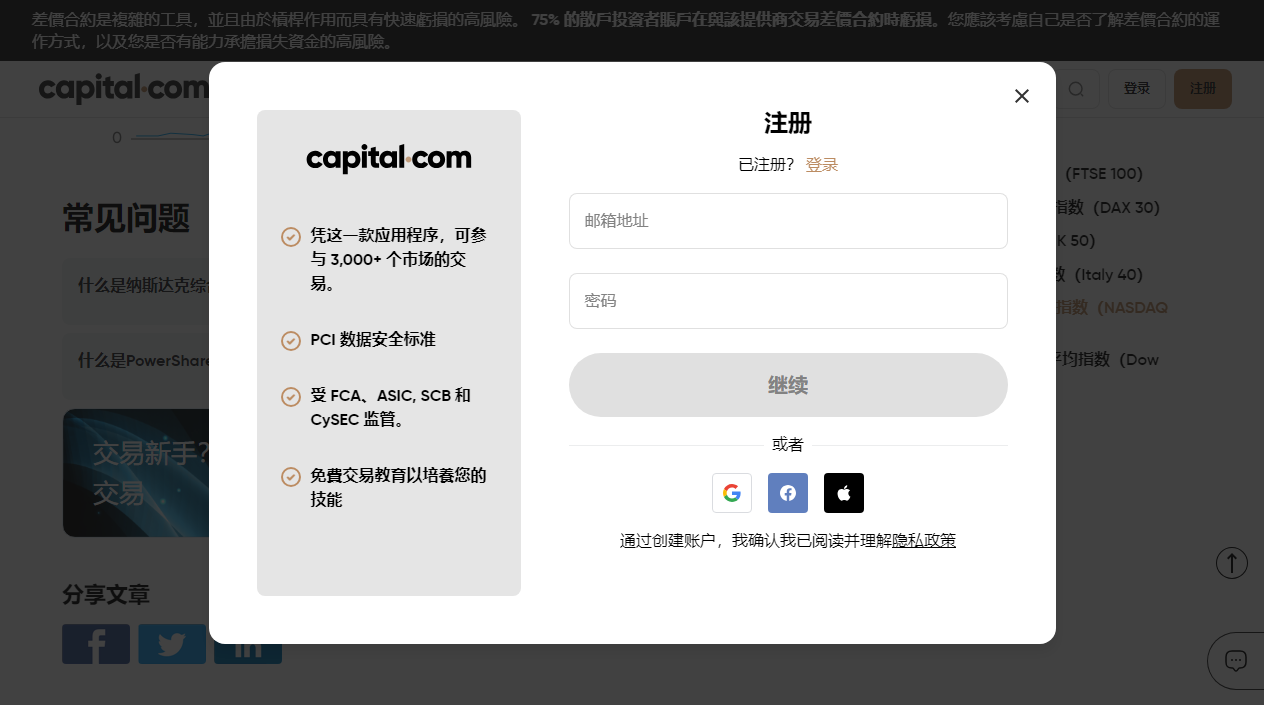 差價合約是複雜的工具，並且由於槓桿作用而具有快速虧損的高風險。 75% 的散戶投資者賬戶在與該提供商交易差價合約時虧損。您應該考慮自己是否了解差價合約的運
作方式，以及您是否有能力承擔損失資金的高風險。
capital.com
登录
注册
0
常见问题
什么是纳斯达克综
什么是PowerShare
交易新手？
交易
分享文章
capital.com
凭这一款应用程序，可参
与 3,000+ 个市场的交
易。
PCI 数据安全标准
受 FCA、ASIC, SCB 和
CySEC 监管。
免費交易教育以培養您的
技能
注册
已注册？ 登录
邮箱地址
密码
继续
或者
通过创建账户，我确认我已阅读并理解隐私政策
(FTSE 100)
指数（DAX 30)
50)
(Italy 40)
指数（NASDAQ
平均指数（Dow